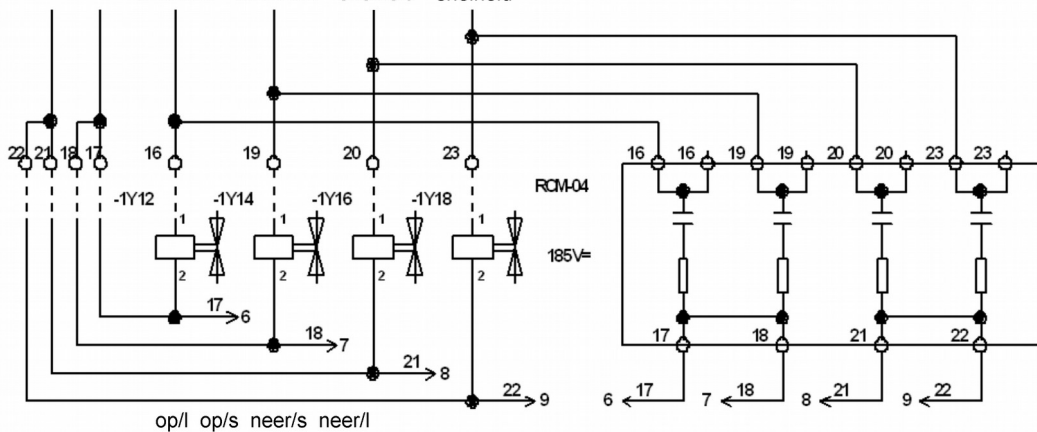 22 21 18 17 16 19 20 23 16 16 19 19 20 20 23 23
-1Y12 -1Y14 -1Y16 -1Y18 RCM-04
1 1 1 1
185V=
2 2 2 2
17 6
18 7
21 8
22 9
17 18 21 22
6 17 7 18 8 21 9 22
op/l op/s neer/s neer/l